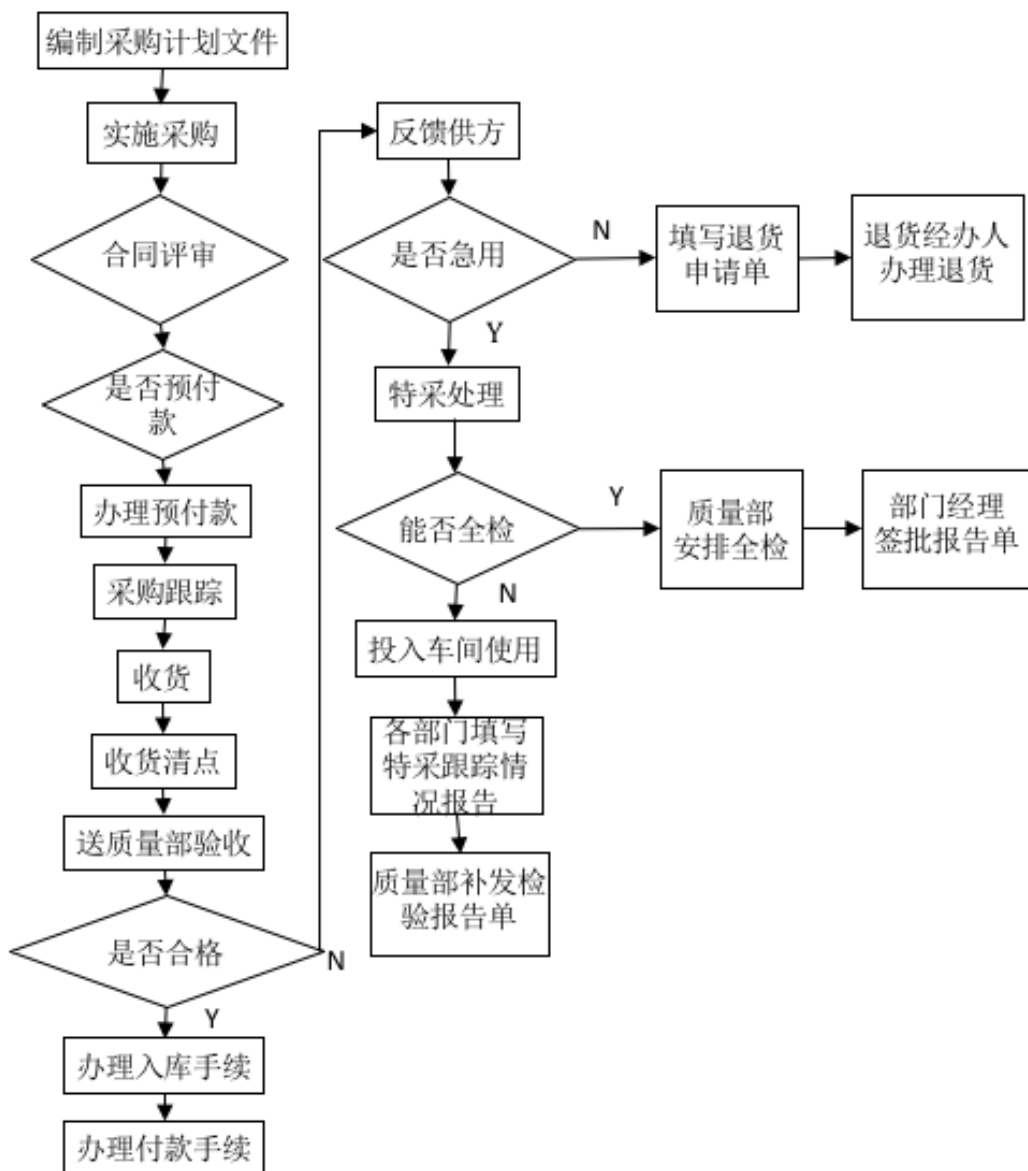 编制采购计划文件
实施采购
合同评审
是否预付
款
办理预付款
采购跟踪
收货
收货清点
送质量部验收
是否合格
N
Y
办理入库手续
办理付款手续
反馈供方
是否急用
N
填写退货
申请单
退货经办人
办理退货
Y
特采处理
能否全检
Y
质量部
安排全检
部门经理
签批报告单
N
投入车间使用
各部门填写
特采跟踪情
况报告
质量部补发检
验报告单